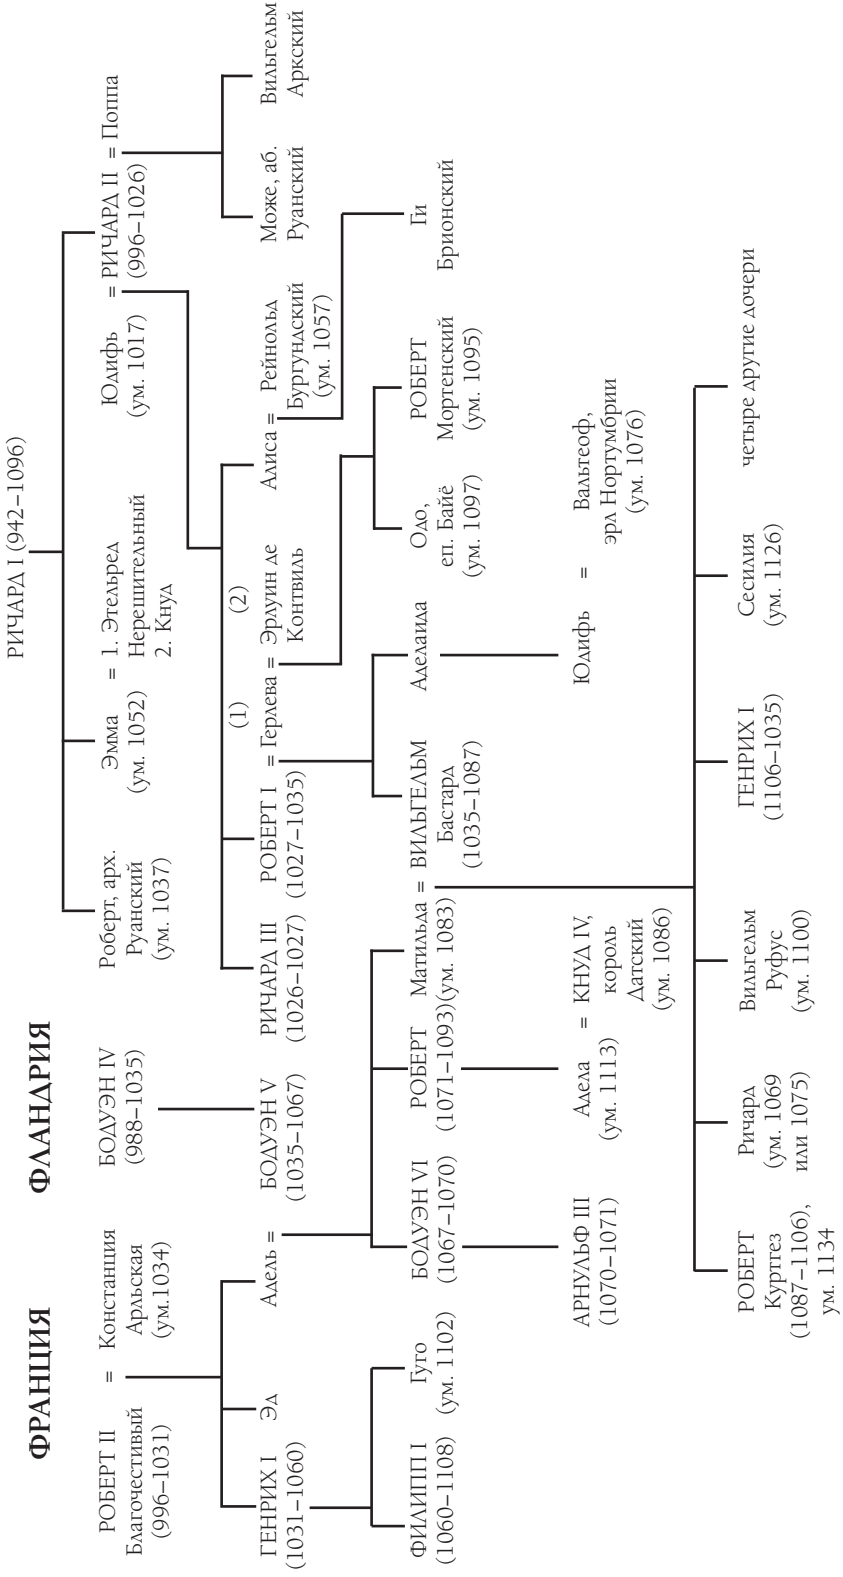 ФРАНЦИЯ
ФЛАНДРИЯ
РИЧАРД I (942–1096)
РОБЕРТ II
Благочестивый
(996–1031)
=
Констанция
Арльская
(ум.1034)
БОДУЭН IV
(988–1035)
Роберт, арх.
Руанский
(ум. 1037)
Эмма
(ум. 1052)
= 1. Этельред
Нерешительный
2. Кнуд
Юдифь
(ум. 1017)
= РИЧАРД II = Поппа
(996–1026)
(1)
(2)
ГЕНРИХ I
(1031–1060)
Эд
Адель =
БОДУЭН V
(1035–1067)
РИЧАРД III
(1026–1027)
РОБЕРТ I
(1027–1035)
= Герлева =
Эрлуин де
Контвиль
Алиса =
Рейнольд
Бургундский
(ум. 1057)
Може, аб.
Руанский
Вильгельм
Аркский
ФИЛИПП I
(1060–1108)
Гуго
(ум. 1102)
БОДУЭН VI
(1067–1070)
РОБЕРТ
(1071–1093)
Матильда =
(ум. 1083)
ВИЛЬГЕЛЬМ
Бастард
(1035–1087)
Аделаида
Одо,
еп. Байё
(ум. 1097)
РОБЕРТ
Мортенский
(ум. 1095)
Ги
Брионский
АРНУЛЬФ III
(1070–1071)
Адела
(ум. 1113)
= КНУД IV,
король
Датский
(ум. 1086)
Юдифь
=
Вальтеоф,
эрл Нортумбрии
(ум. 1076)
РОБЕРТ
Куртгез
(1087–1106),
ум. 1134
Ричард
(ум. 1069
или 1075)
Вильгельм
Руфус
(ум. 1100)
ГЕНРИХ I
(1106–1035)
Сесилия
(ум. 1126)
четыре другие дочери